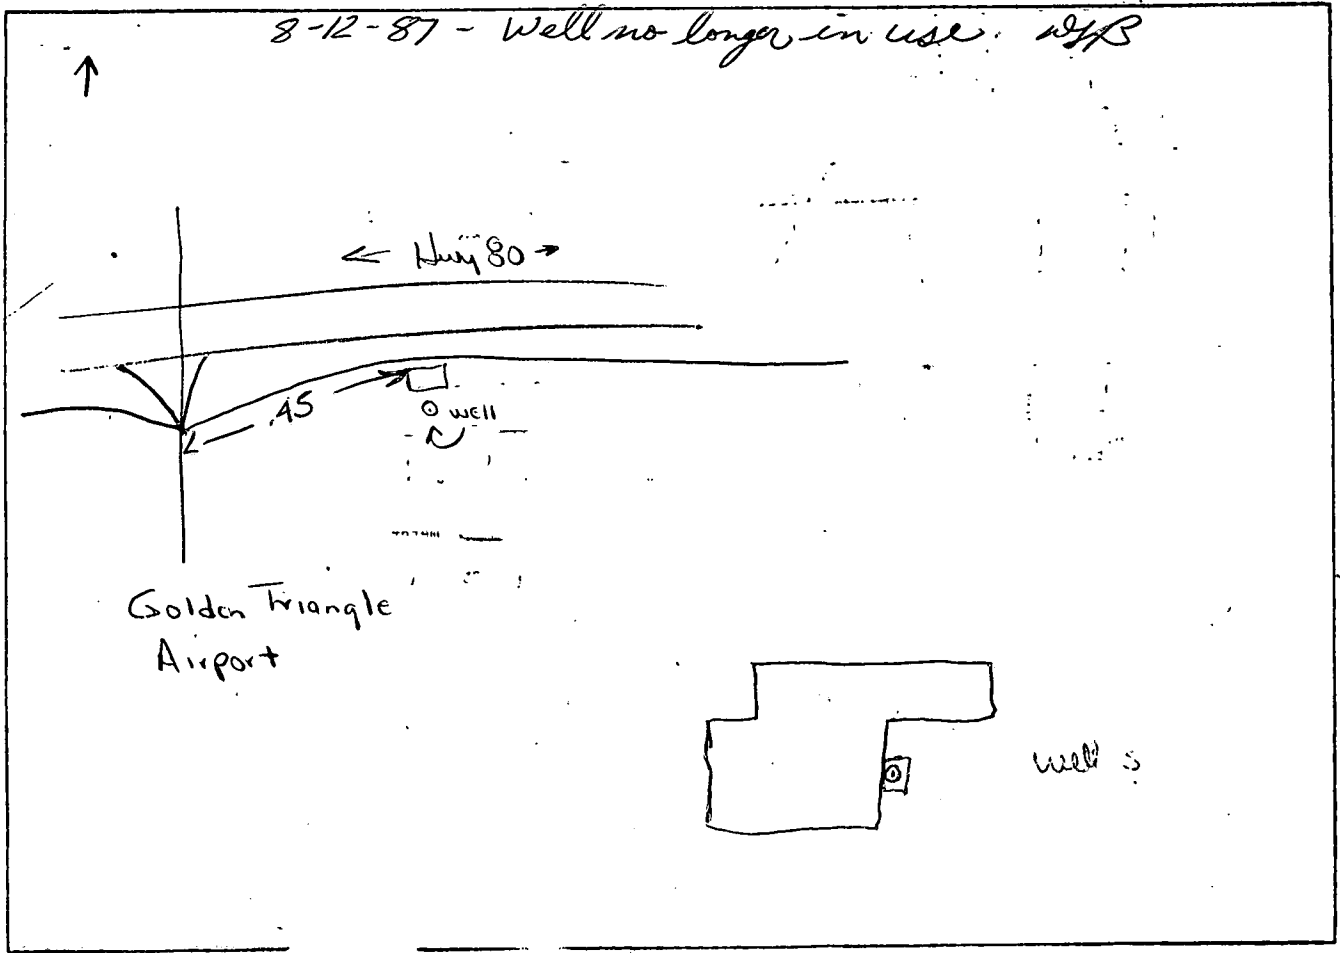 8-12-87 - Well no longer in use.
← Hwy 80 →
.45
WELL
Golden Triangle
Airport
well